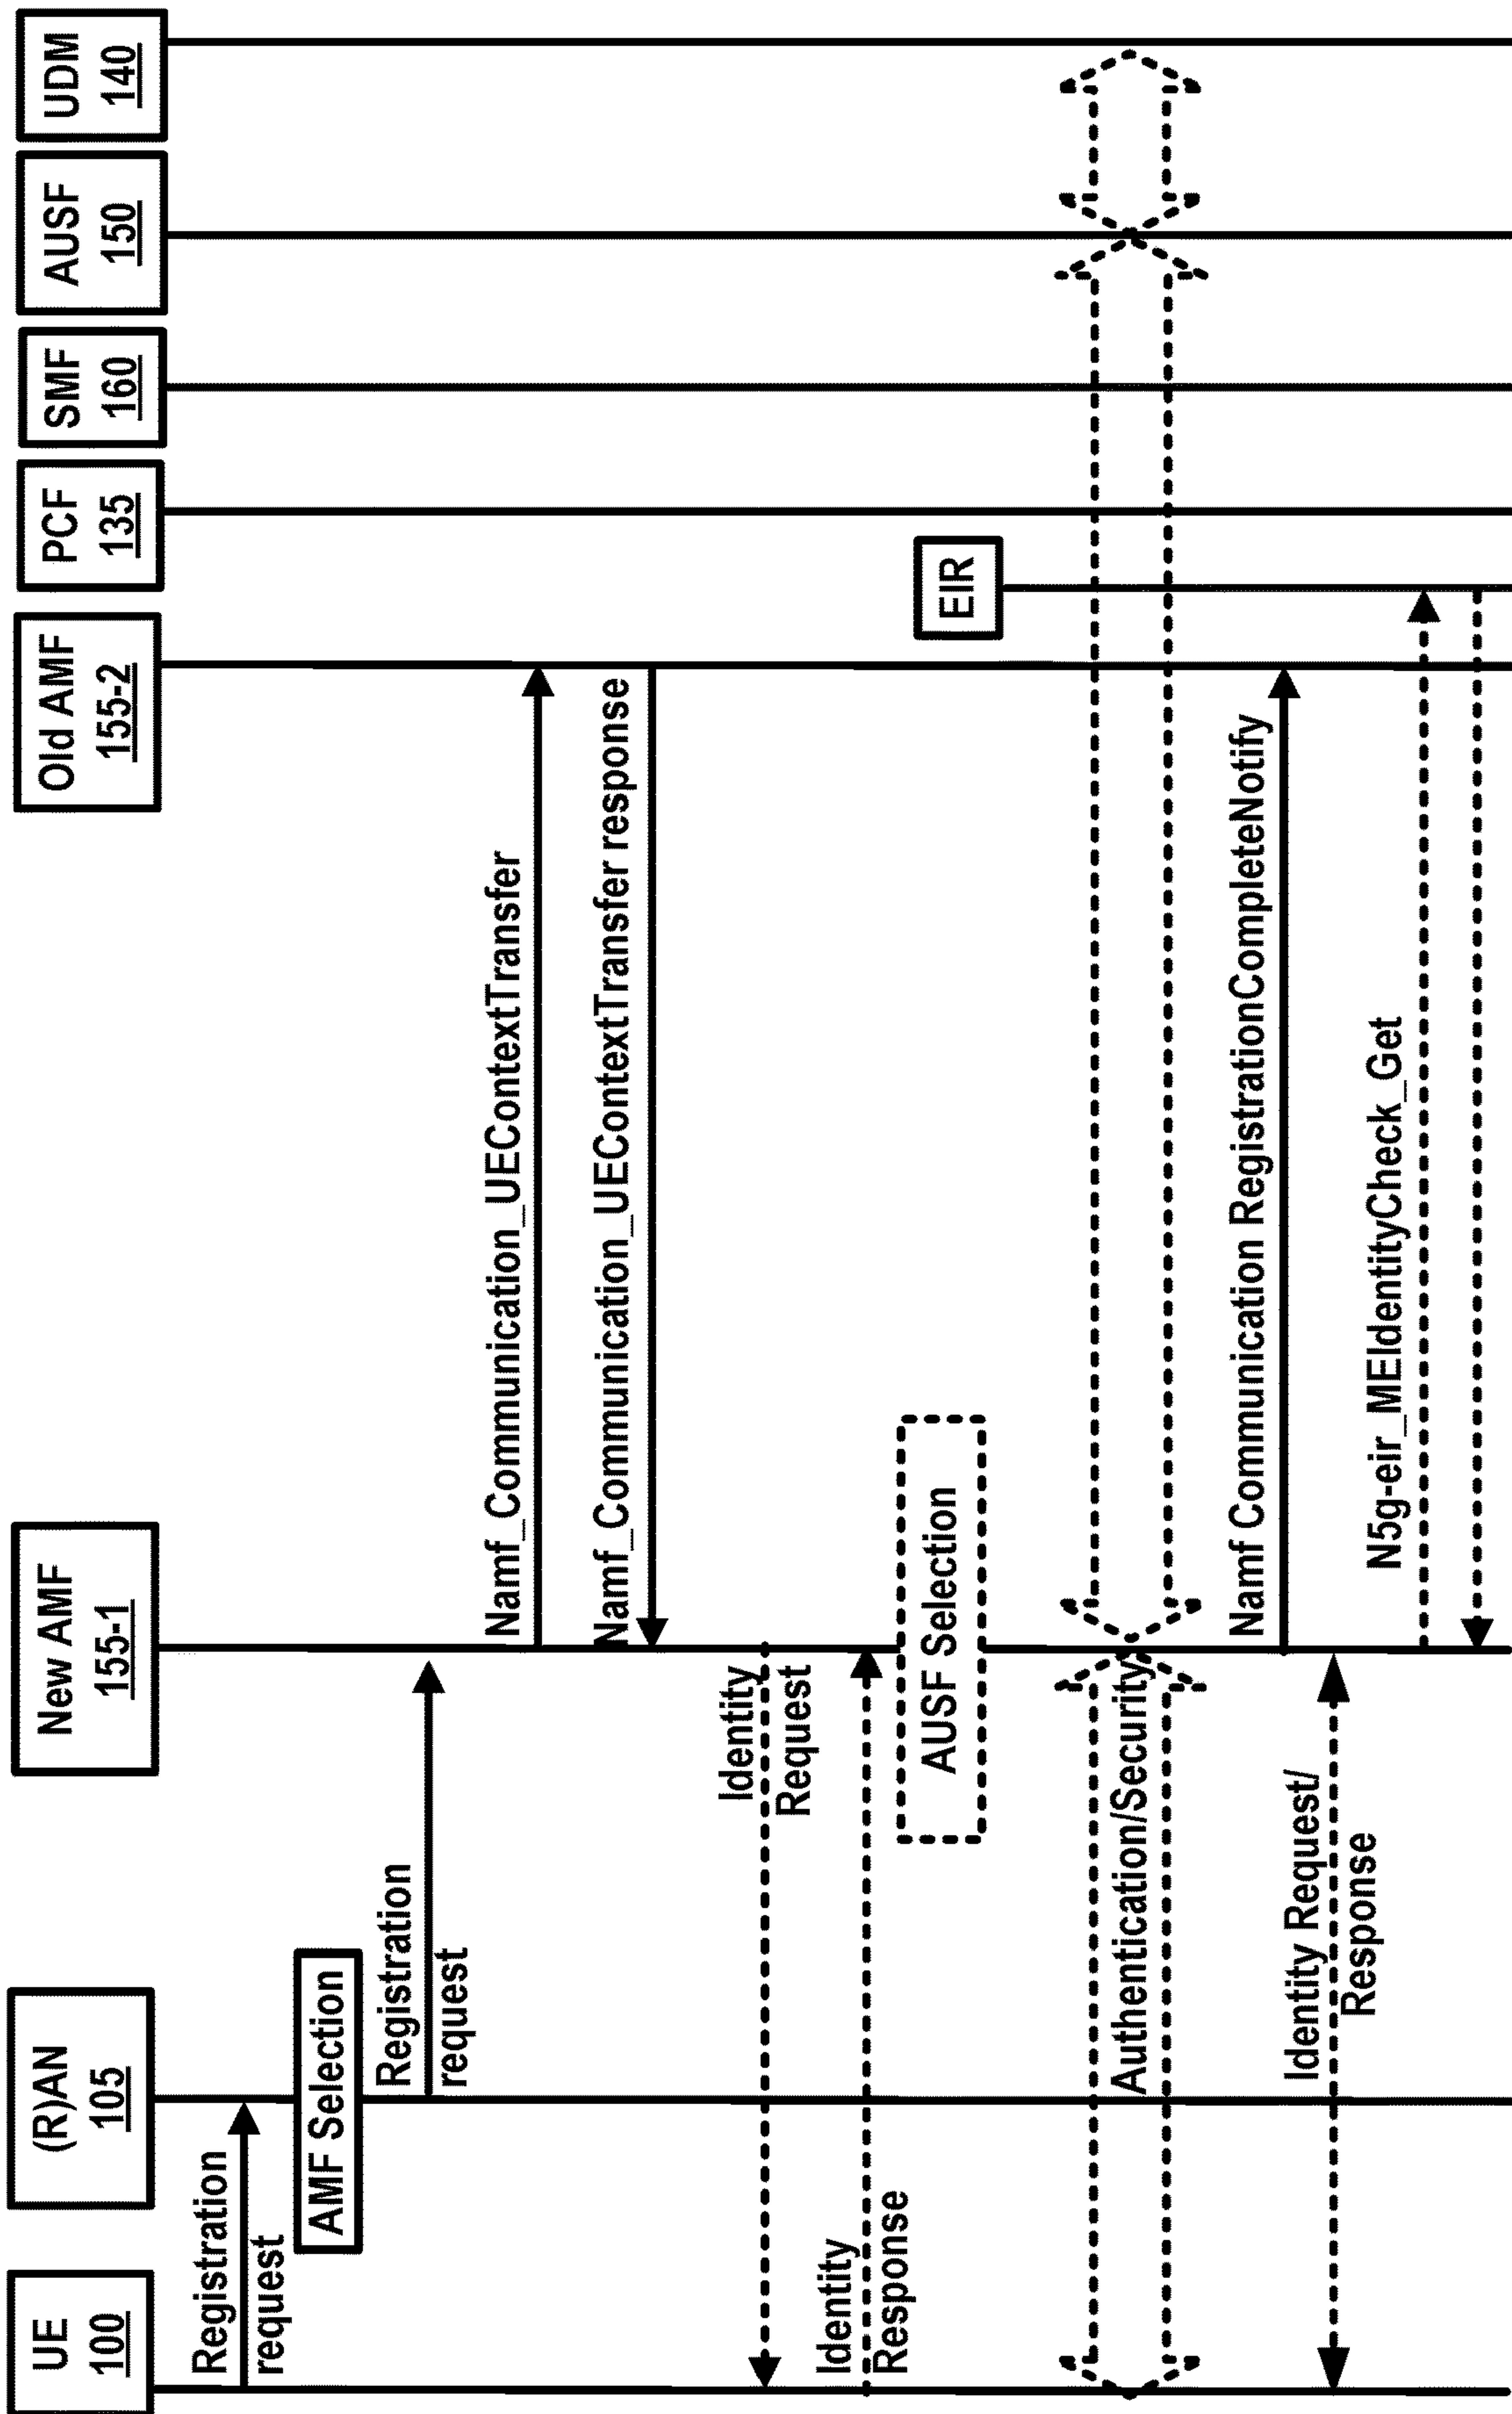 UE
100
(R)AN
105
New AMF
155-1
Old AMF
155-2
PCF
135
SMF
160
AUSF
150
UDM
140
Registration
request
AMF Selection
Registration
request
Namf_Communication_UEContextTransfer
Namf_Communication_UEContextTransfer response
Identity
Request
Identity
Response
AUSF Selection
EIR
Authentication/Security
Namf Communication RegistrationCompleteNotify
Identity Request/
Response
N5g-eir_MEIdentityCheck_Get